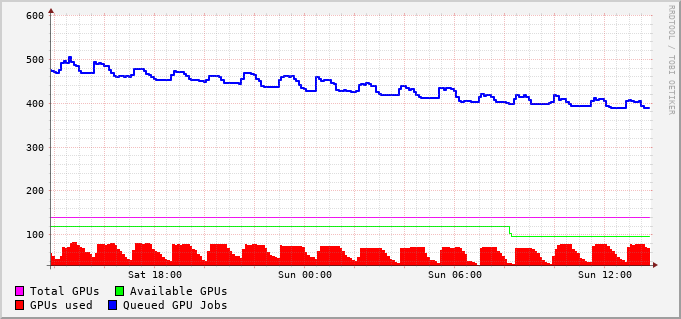 600
500
400
300
200
100
Sat 18:00 Sun 00:00 Sun 06:00 Sun 12:00
Total GPUs Available GPUs
GPUs used Queued GPU Jobs
RRDTOOL / TOBI OETIKER